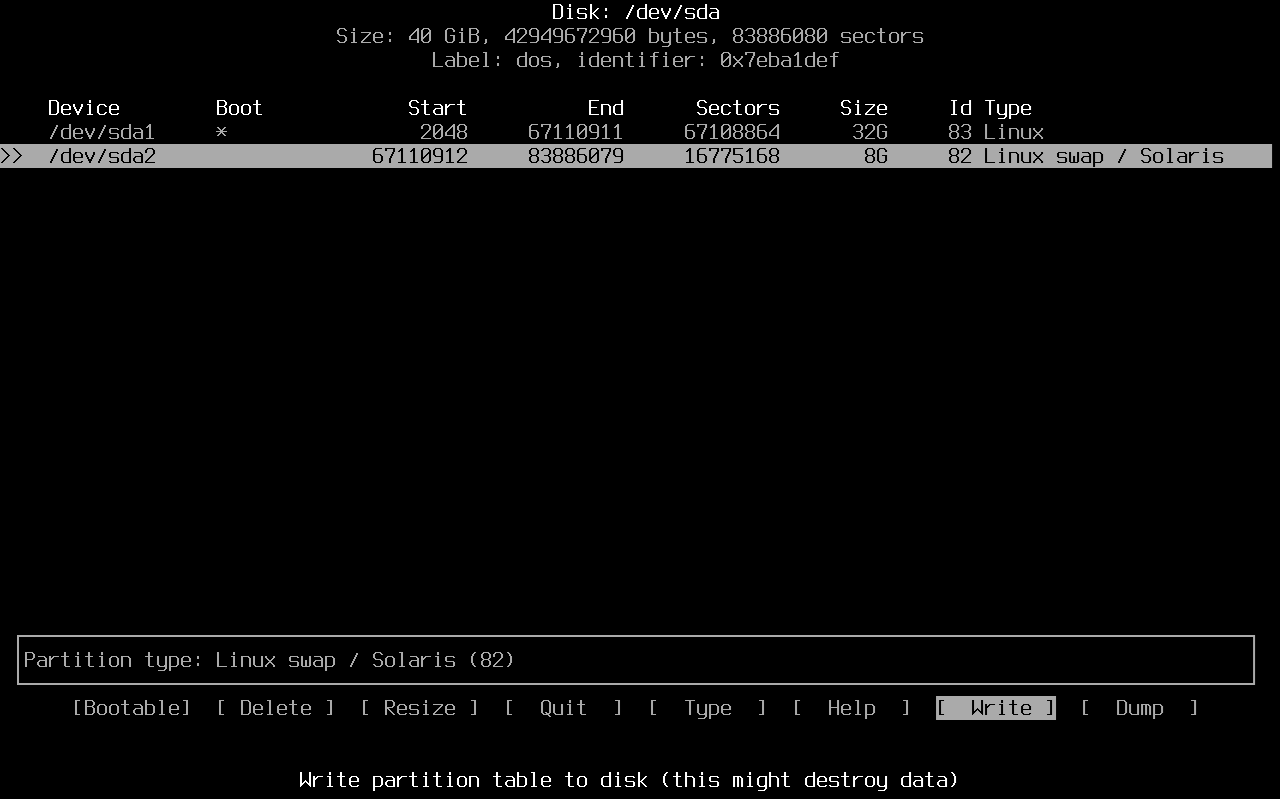 Disk: /dev/sda
Size: 40 GiB, 42949672960 bytes, 83886080 sectors
Label: dos, identifier: 0x7eba1def
Device Boot Start End Sectors Size Id Type
/dev/sda1 * 2048 67110911 67108864 32G 83 Linux
>> /dev/sda2 67110912 83886079 16775168 8G 82 Linux swap / Solaris
Partition type: Linux swap / Solaris (82)
[Bootable] [ Delete ] [ Resize ] [ Quit ] [ Type ] [ Help ] [ Write ] [ Dump ]
Write partition table to disk (this might destroy data)